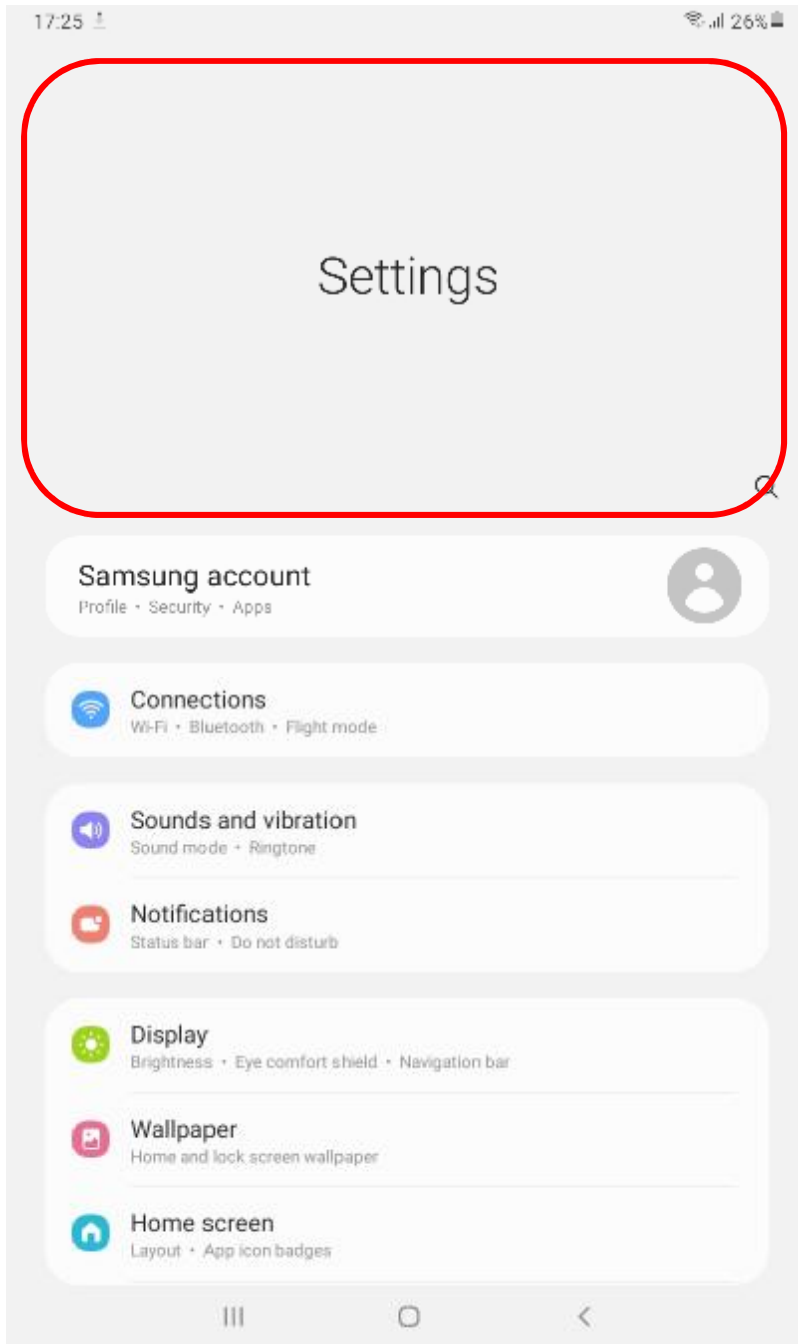 17:25 26%
Settings
Samsung account
Profile • Security • Apps
Connections
Wi-Fi • Bluetooth • Flight mode
Sounds and vibration
Sound mode • Ringtone
Notifications
Status bar • Do not disturb
Display
Brightness • Eye comfort shield • Navigation bar
Wallpaper
Home and lock screen wallpaper
Home screen
Layout • App icon badges